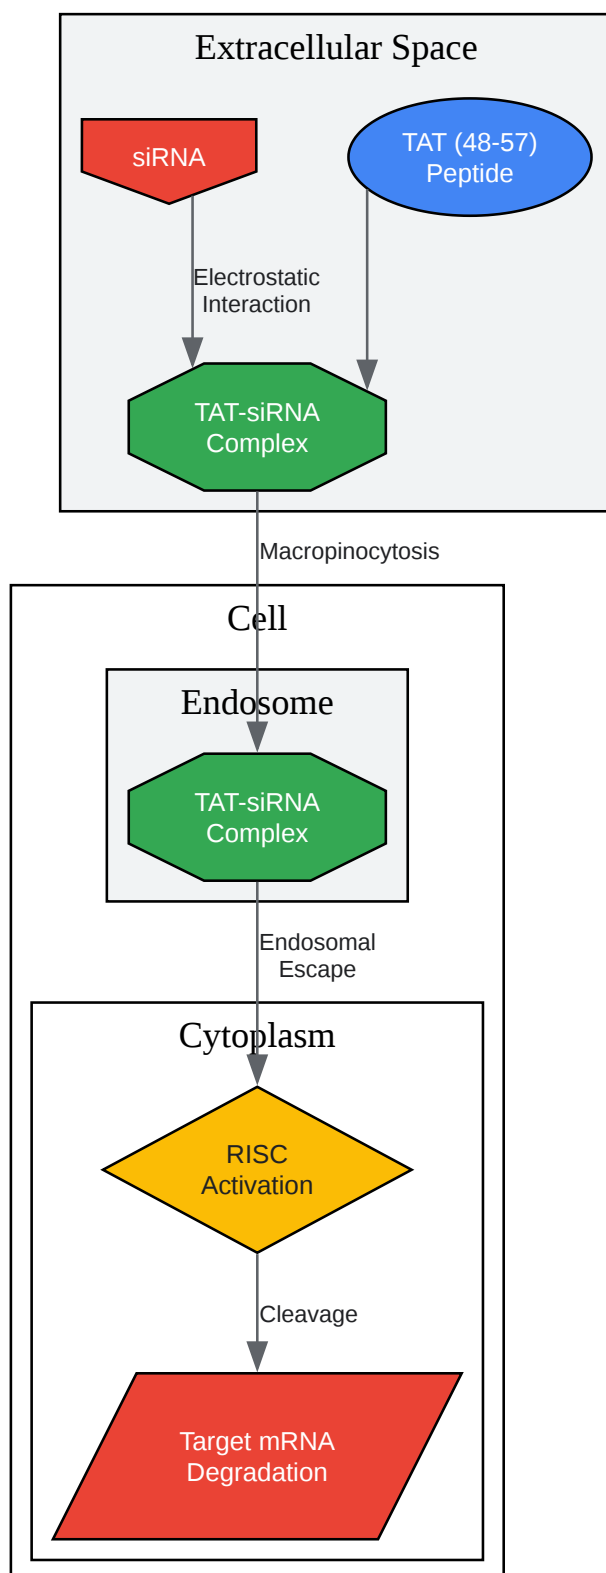 Extracellular Space
siRNA
TAT (48-57)
Peptide
Electrostatic
Interaction
TAT-siRNA
Complex
Macropinocytosis
Cell
Endosome
TAT-siRNA
Complex
Endosomal
Escape
Cytoplasm
RISC
Activation
Cleavage
Target mRNA
Degradation